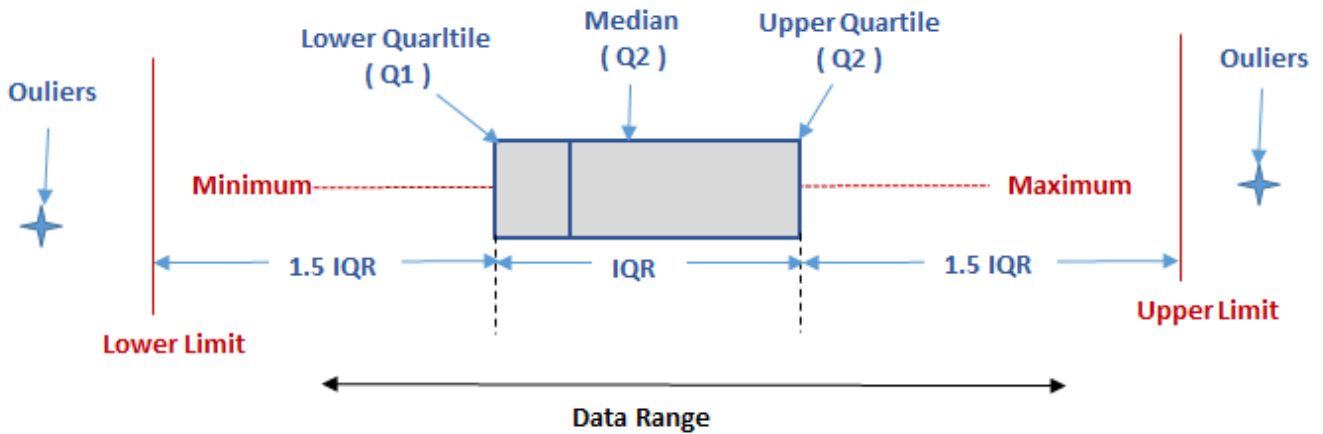 Ouliers
Lower Quarltile
( Q1 )
Median
( Q2 )
Upper Quartile
( Q2 )
Ouliers
Minimum
Maximum
1.5 IQR
IQR
1.5 IQR
Lower Limit
Upper Limit
Data Range